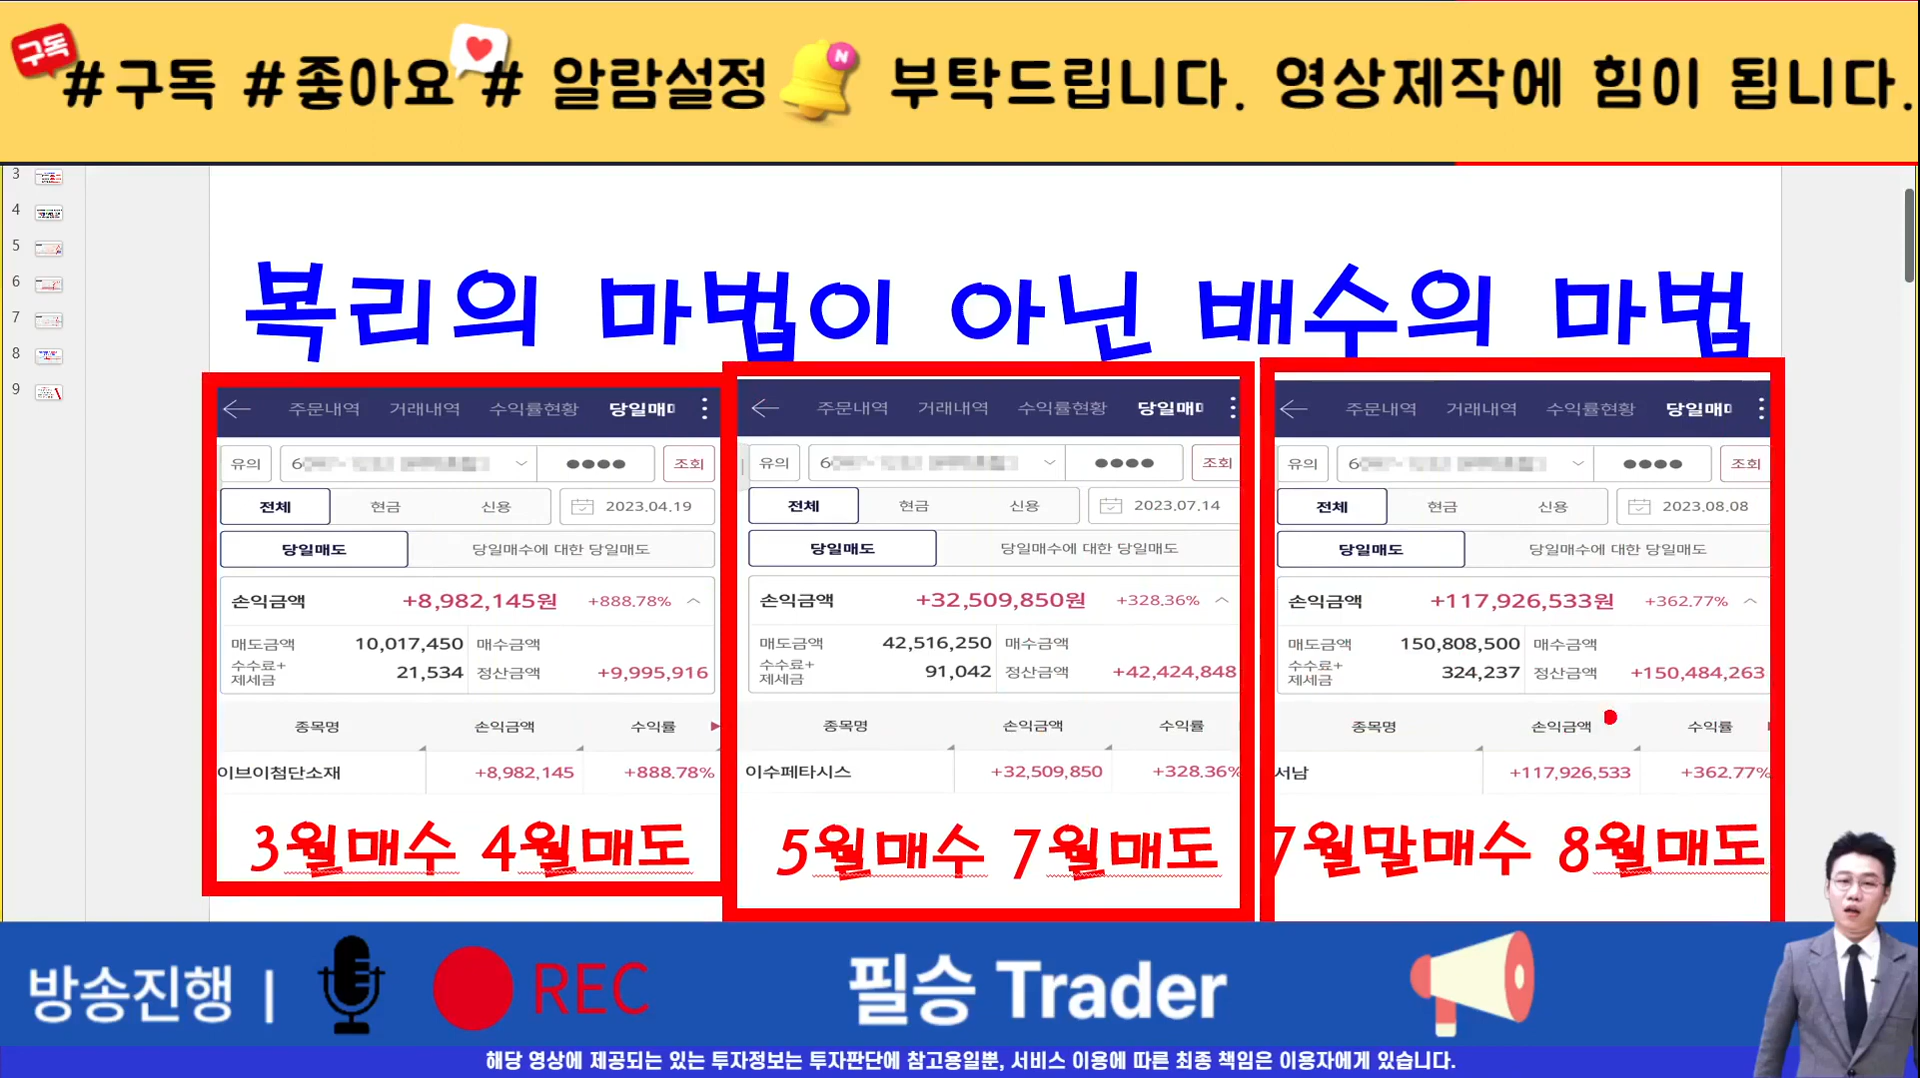 구독
#구독 #좋아요 # 알람설정 N 부탁드립니다. 영상제작에 힘이 됩니다.
3
4
5
6
7
8
9
복리의 마법이 아닌 배수의 마법
주문내역 거래내역 수익률현황 당일매
유의 6 ●●●● 조회
전체 현금 신용 2023.04.19
당일매도 당일매수에 대한 당일매도
손익금액 +8,982,145원 +888.78%
매도금액 10,017,450 매수금액
수수료+
제세금 21,534 정산금액 +9,995,916
종목명 손익금액 수익률
이브이첨단소재 +8,982,145 +888.78%
3월매수 4월매도
주문내역 거래내역 수익률현황 당일매
유의 6 ●●●● 조회
전체 현금 신용 2023.07.14
당일매도 당일매수에 대한 당일매도
손익금액 +32,509,850원 +328.36%
매도금액 42,516,250 매수금액
수수료+
제세금 91,042 정산금액 +42,424,848
종목명 손익금액 수익률
이수페타시스 +32,509,850 +328.36%
5월매수 7월매도
주문내역 거래내역 수익률현황 당일매
유의 6 ●●●● 조회
전체 현금 신용 2023.08.08
당일매도 당일매수에 대한 당일매도
손익금액 +117,926,533원 +362.77%
매도금액 150,808,500 매수금액
수수료+
제세금 324,237 정산금액 +150,484,263
종목명 손익금액 수익률
서남 +117,926,533 +362.77%
7월말매수 8월매도
방송진행 | REC 필승 Trader
해당 영상에 제공되는 있는 투자정보는 투자판단에 참고용일뿐, 서비스 이용에 따른 최종 책임은 이용자에게 있습니다.